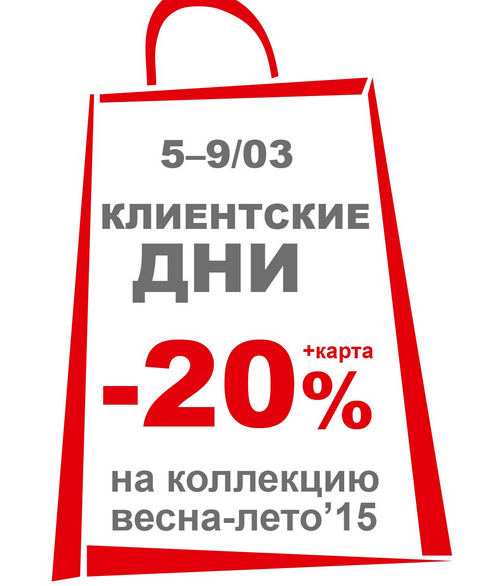 5–9/03
КЛИЕНТСКИЕ
ДНИ
-20% +карта
на коллекцию
весна-лето’15